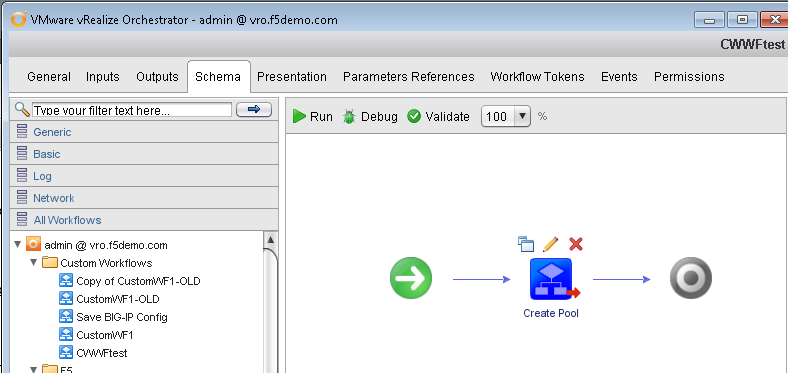 VMware vRealize Orchestrator - admin @ vro.f5demo.com
CWWFtest
General Inputs Outputs Schema Presentation Parameters References Workflow Tokens Events Permissions
Type your filter text here...
Run Debug Validate 100 %
Generic
Basic
Log
Network
All Workflows
admin @ vro.f5demo.com
Custom Workflows
Copy of CustomWF1-OLD
CustomWF1-OLD
Save BIG-IP Config
CustomWF1
CWWFtest
F5
Create Pool